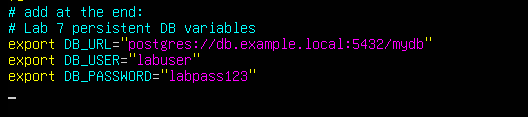 # add at the end:
# Lab 7 persistent DB variables
export DB_URL="postgres://db.example.local:5432/mydb"
export DB_USER="labuser"
export DB_PASSWORD="labpass123"